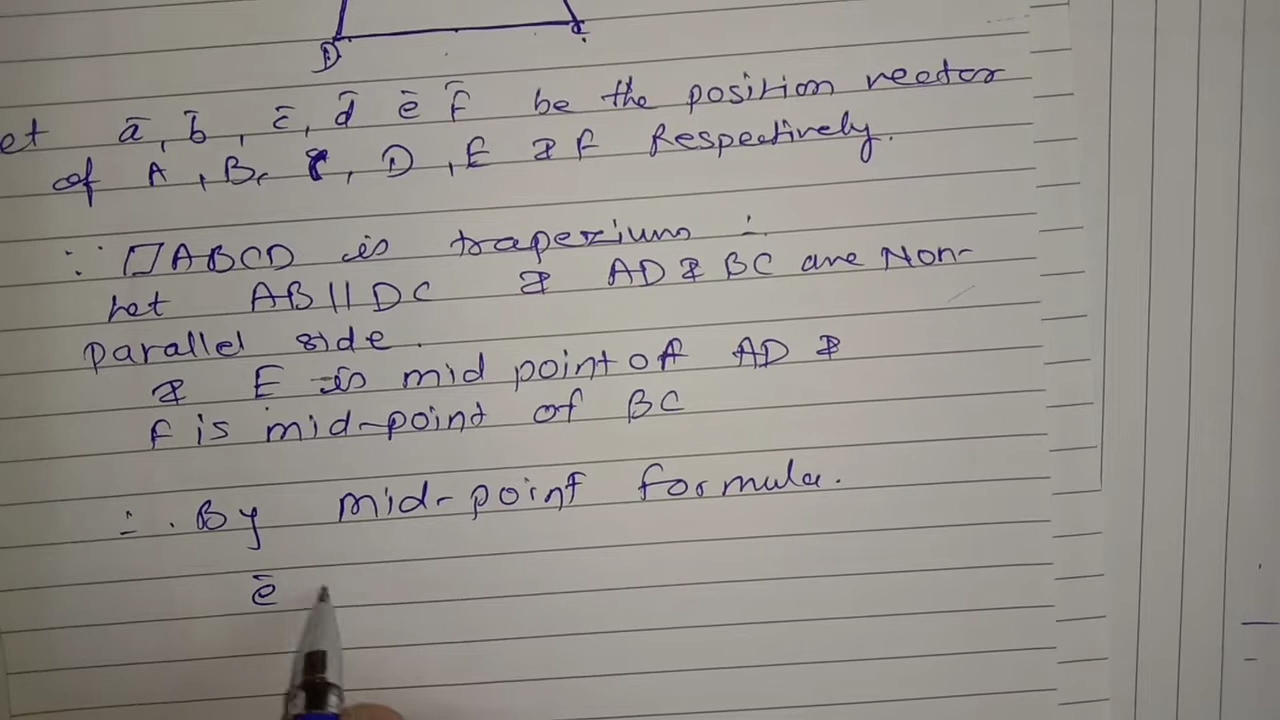 D c
et ā, b̄, c̄, d̄ ē f̄ be the position vector
of A, B, C, D, E & F Respectively.
∵ □ABCD is trapezium ∴
Let AB || DC & AD & BC are Non-
parallel side.
& E is mid point of AD &
F is mid-point of BC
∴ By mid-point formula.
ē